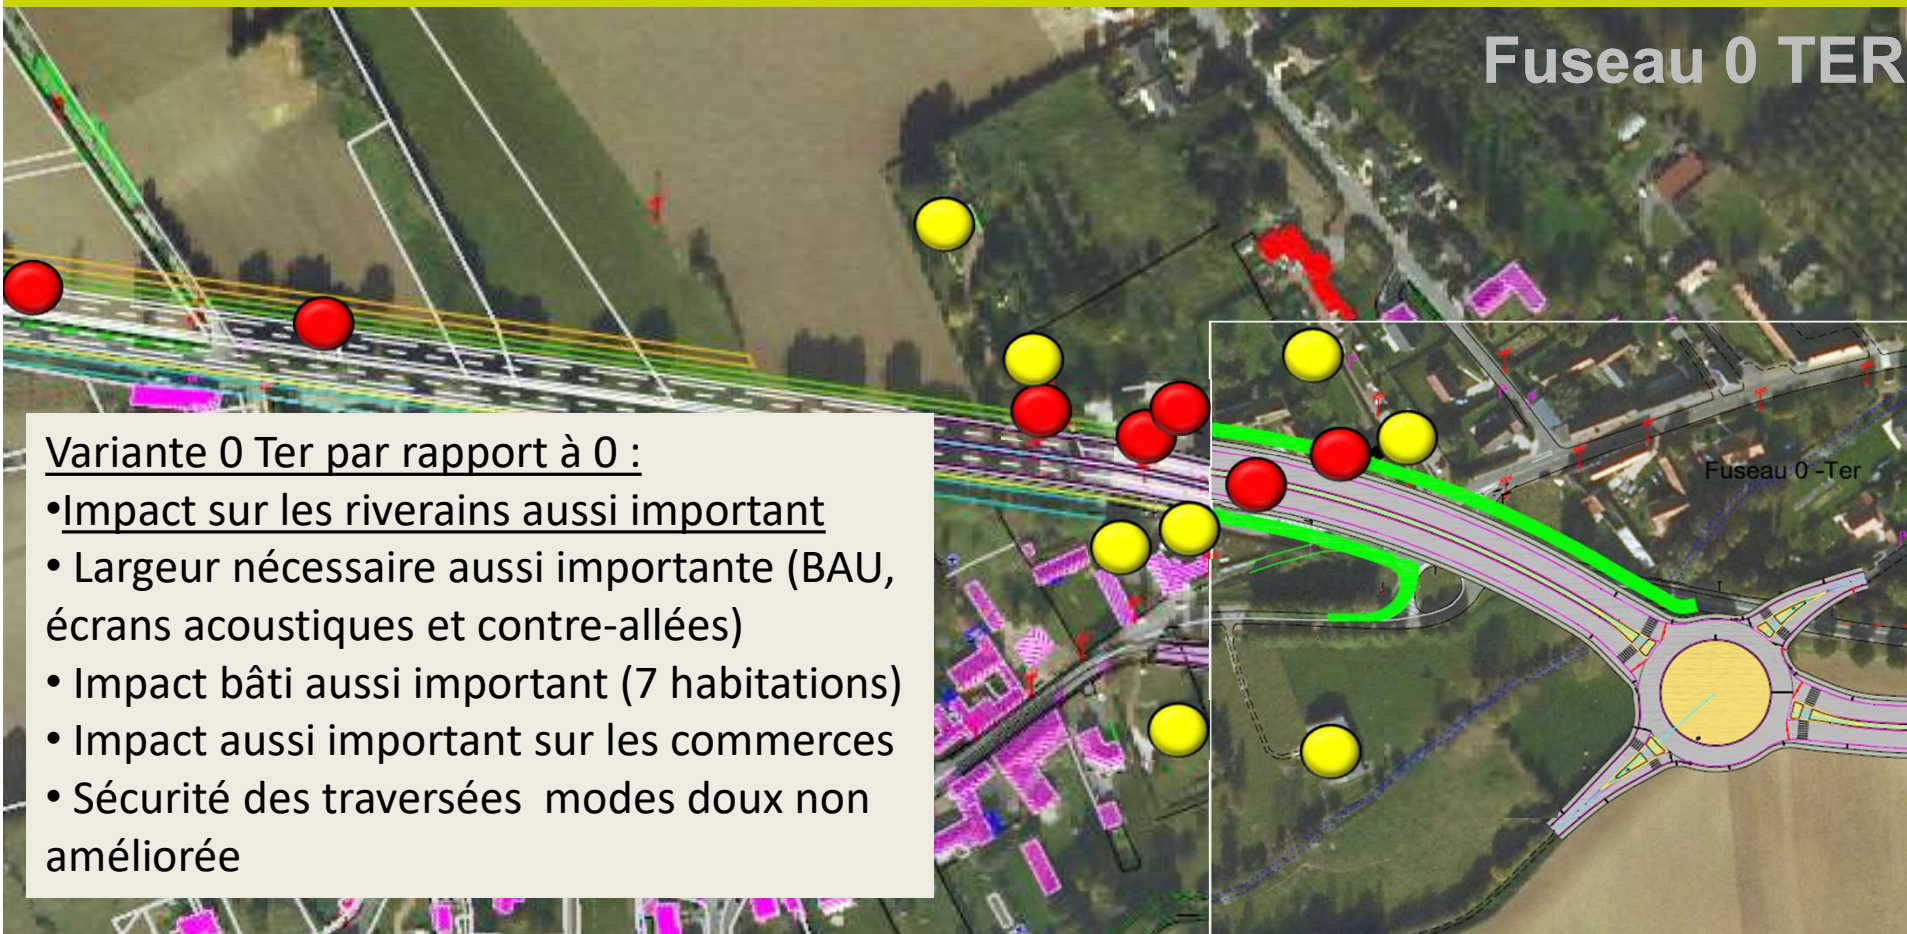 Fuseau 0 TER
Variante 0 Ter par rapport à 0 :
•Impact sur les riverains aussi important
• Largeur nécessaire aussi importante (BAU,
écrans acoustiques et contre-allées)
• Impact bâti aussi important (7 habitations)
• Impact aussi important sur les commerces
• Sécurité des traversées  modes doux non
améliorée
Fuseau 0 -Ter